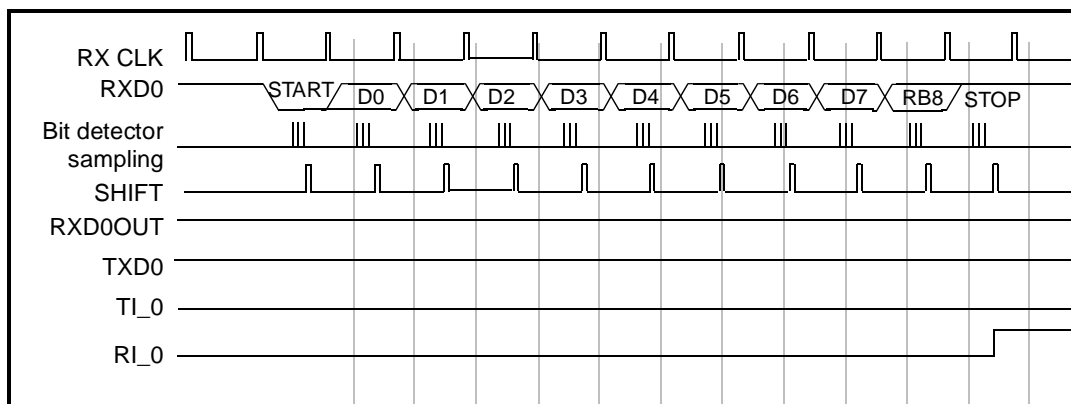 RX CLK
RXD0
START D0 D1 D2 D3 D4 D5 D6 D7 RB8 STOP
Bit detector
sampling
SHIFT
RXD0OUT
TXD0
TI_0
RI_0